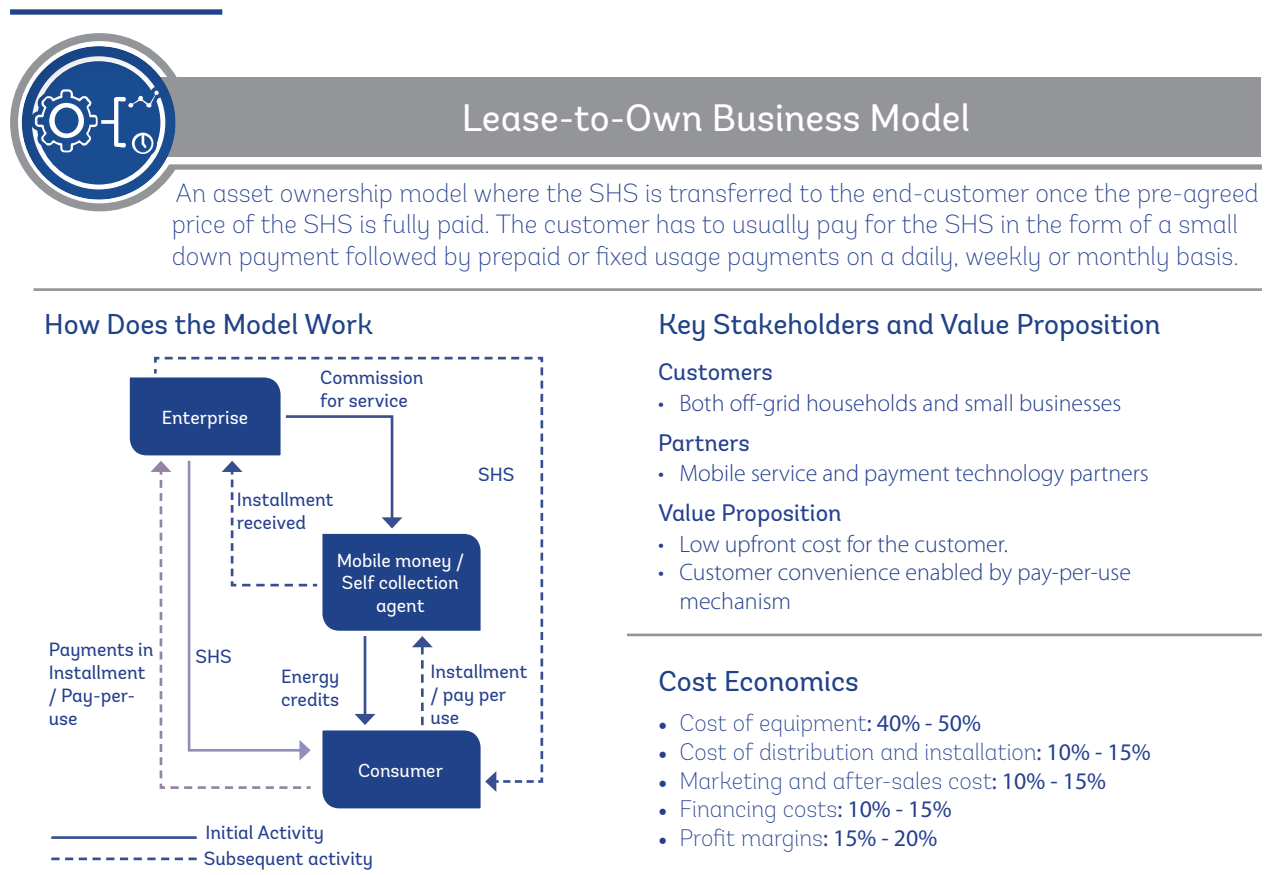 Lease-to-Own Business Model
An asset ownership model where the SHS is transferred to the end-customer once the pre-agreed
price of the SHS is fully paid. The customer has to usually pay for the SHS in the form of a small
down payment followed by prepaid or fixed usage payments on a daily, weekly or monthly basis.
How Does the Model Work
Commission
for service
Enterprise
SHS
Installment
received
Mobile money /
Self collection
agent
Payments in
Installment
/ Pay-per-
use
SHS
Energy
credits
Installment
/ pay per
use
Consumer
Initial Activity
Subsequent activity
Key Stakeholders and Value Proposition
Customers
• Both off-grid households and small businesses
Partners
• Mobile service and payment technology partners
Value Proposition
• Low upfront cost for the customer.
• Customer convenience enabled by pay-per-use
mechanism
Cost Economics
• Cost of equipment: 40% - 50%
• Cost of distribution and installation: 10% - 15%
• Marketing and after-sales cost: 10% - 15%
• Financing costs: 10% - 15%
• Profit margins: 15% - 20%